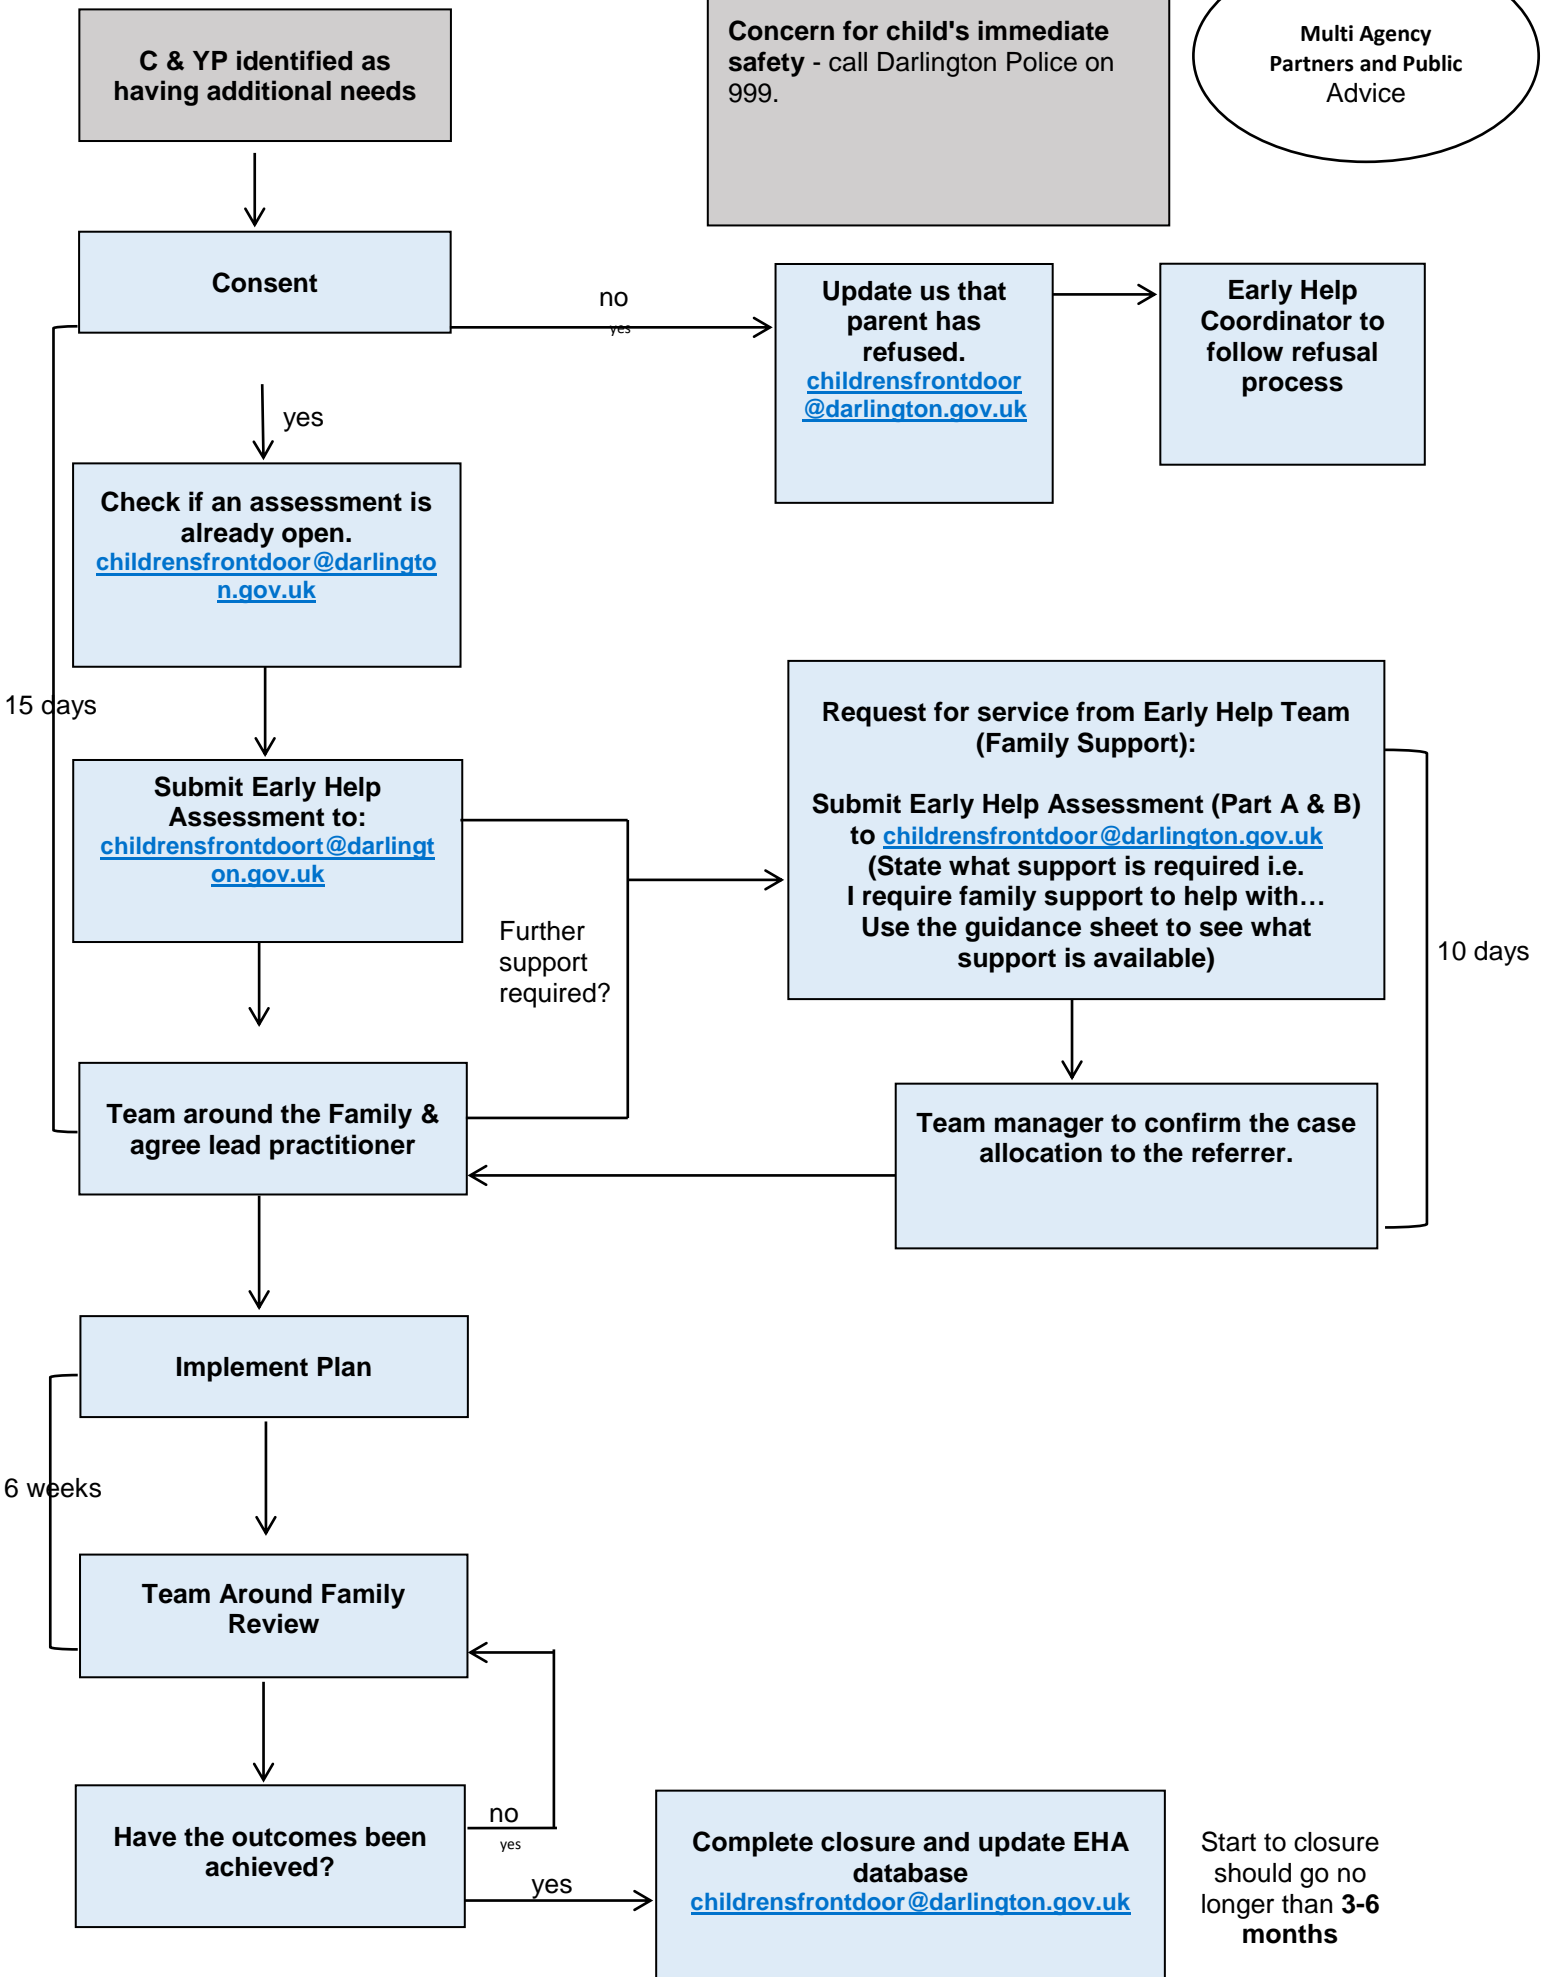 C & YP identified as
having additional needs
Concern for child's immediate
safety - call Darlington Police on
999.
Multi Agency
Partners and Public
Advice
Consent
no
yes
Update us that
parent has
refused.
childrensfrontdoor
@darlington.gov.uk
Early Help
Coordinator to
follow refusal
process
yes
Check if an assessment is
already open.
childrensfrontdoor@darlingto
n.gov.uk
15 days
Submit Early Help
Assessment to:
childrensfrontdoort@darlingt
on.gov.uk
Further
support
required?
Request for service from Early Help Team
(Family Support):
Submit Early Help Assessment (Part A & B)
to childrensfrontdoor@darlington.gov.uk
(State what support is required i.e.
I require family support to help with…
Use the guidance sheet to see what
support is available)
10 days
Team around the Family &
agree lead practitioner
Team manager to confirm the case
allocation to the referrer.
Implement Plan
6 weeks
Team Around Family
Review
Have the outcomes been
achieved?
no
yes
yes
Complete closure and update EHA
database
childrensfrontdoor@darlington.gov.uk
Start to closure
should go no
longer than 3-6
months